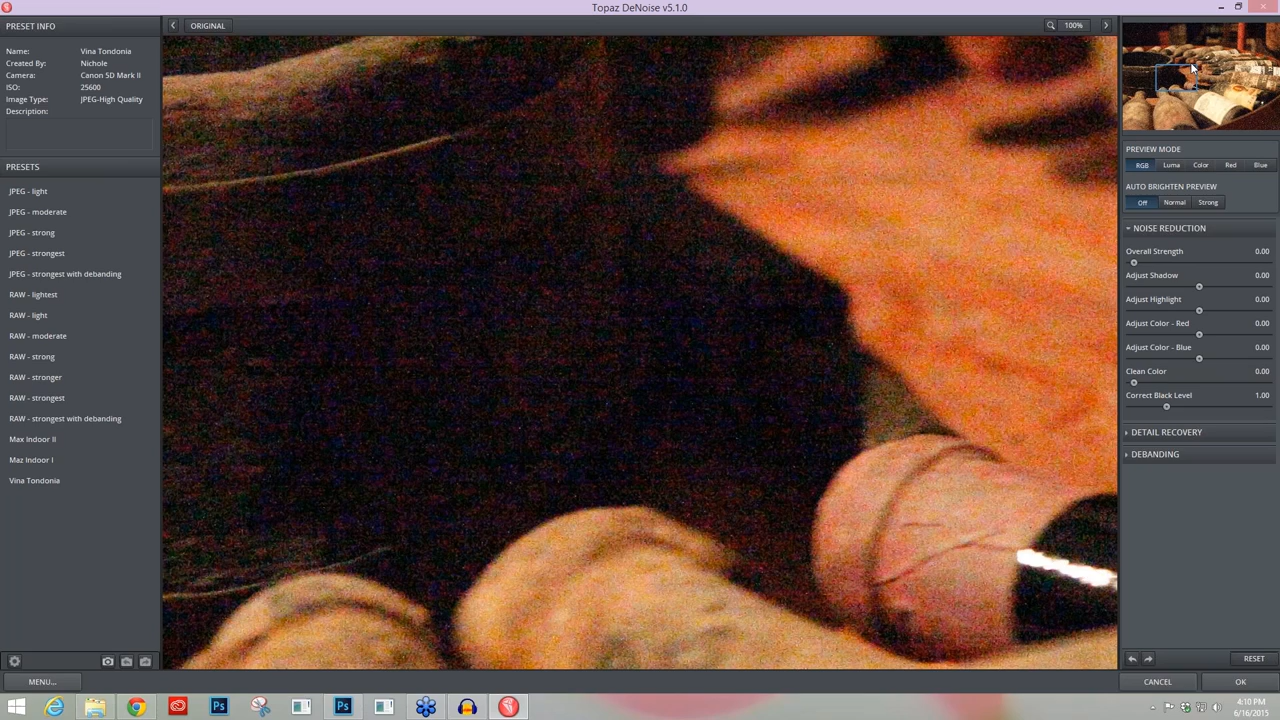 Topaz DeNoise v5.1.0
PRESET INFO
Name: Vina Tondonia
Created By: Nichole
Camera: Canon 5D Mark II
ISO: 25600
Image Type: JPEG-High Quality
Description:
PRESETS
JPEG - light
JPEG - moderate
JPEG - strong
JPEG - strongest
JPEG - strongest with debanding
RAW - lightest
RAW - light
RAW - moderate
RAW - strong
RAW - stronger
RAW - strongest
RAW - strongest with debanding
Max Indoor II
Maz Indoor I
Vina Tondonia
MENU...
ORIGINAL
100%
PREVIEW MODE
RGB Luma Color Red Blue
AUTO BRIGHTEN PREVIEW
Off Normal Strong
NOISE REDUCTION
Overall Strength 0.00
Adjust Shadow 0.00
Adjust Highlight 0.00
Adjust Color - Red 0.00
Adjust Color - Blue 0.00
Clean Color 0.00
Correct Black Level 1.00
DETAIL RECOVERY
DEBANDING
RESET
CANCEL OK
Ps Ps
4:10 PM
6/16/2015